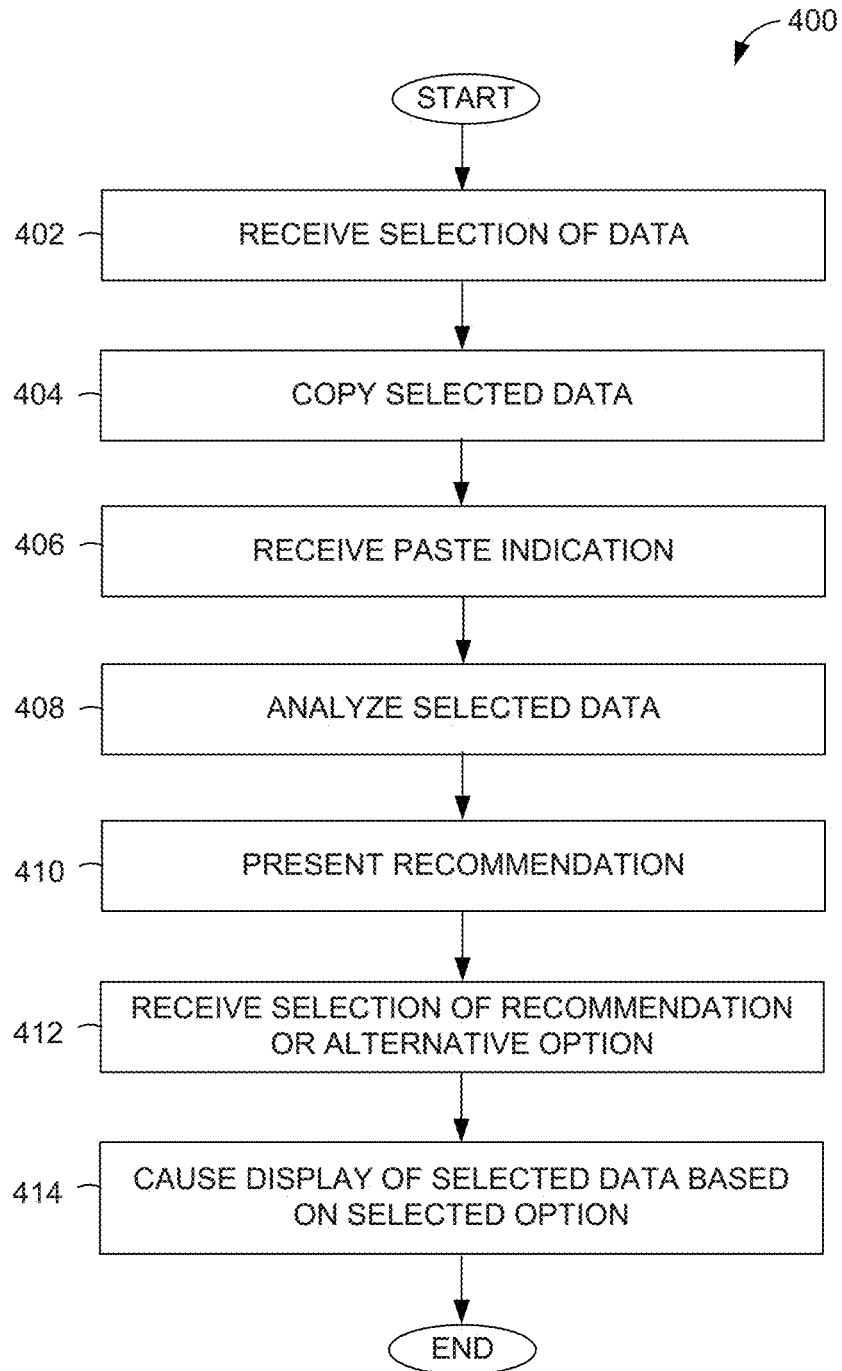 400
START
402
RECEIVE SELECTION OF DATA
404
COPY SELECTED DATA
406
RECEIVE PASTE INDICATION
408
ANALYZE SELECTED DATA
410
PRESENT RECOMMENDATION
412
RECEIVE SELECTION OF RECOMMENDATION
OR ALTERNATIVE OPTION
414
CAUSE DISPLAY OF SELECTED DATA BASED
ON SELECTED OPTION
END